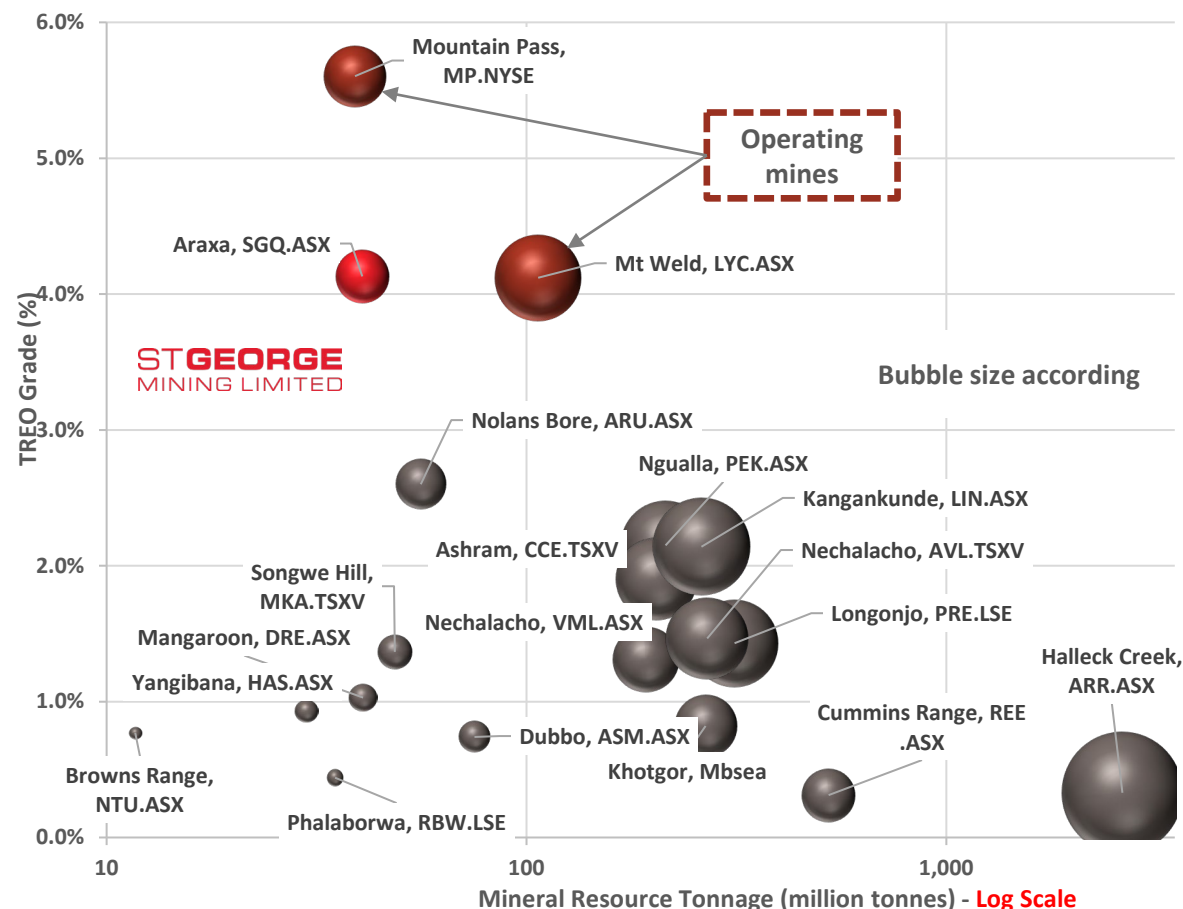 6.0%
5.0%
4.0%
3.0%
2.0%
1.0%
0.0%
TREO Grade (%)
Mountain Pass,
MP.NYSE
Operating
mines
Araxa, SGQ.ASX
Mt Weld, LYC.ASX
STGEORGE
MINING LIMITED
Bubble size according
Nolans Bore, ARU.ASX
Ngualla, PEK.ASX
Kangankunde, LIN.ASX
Ashram, CCE.TSXV
Nechalacho, AVL.TSXV
Songwe Hill,
MKA.TSXV
Nechalacho, VML.ASX
Longonjo, PRE.LSE
Mangaroon, DRE.ASX
Halleck Creek,
ARR.ASX
Yangibana, HAS.ASX
Cummins Range, REE
.ASX
Dubbo, ASM.ASX
Khotgor, Mbsea
Browns Range,
NTU.ASX
Phalaborwa, RBW.LSE
10
100
1,000
Mineral Resource Tonnage (million tonnes) - Log Scale